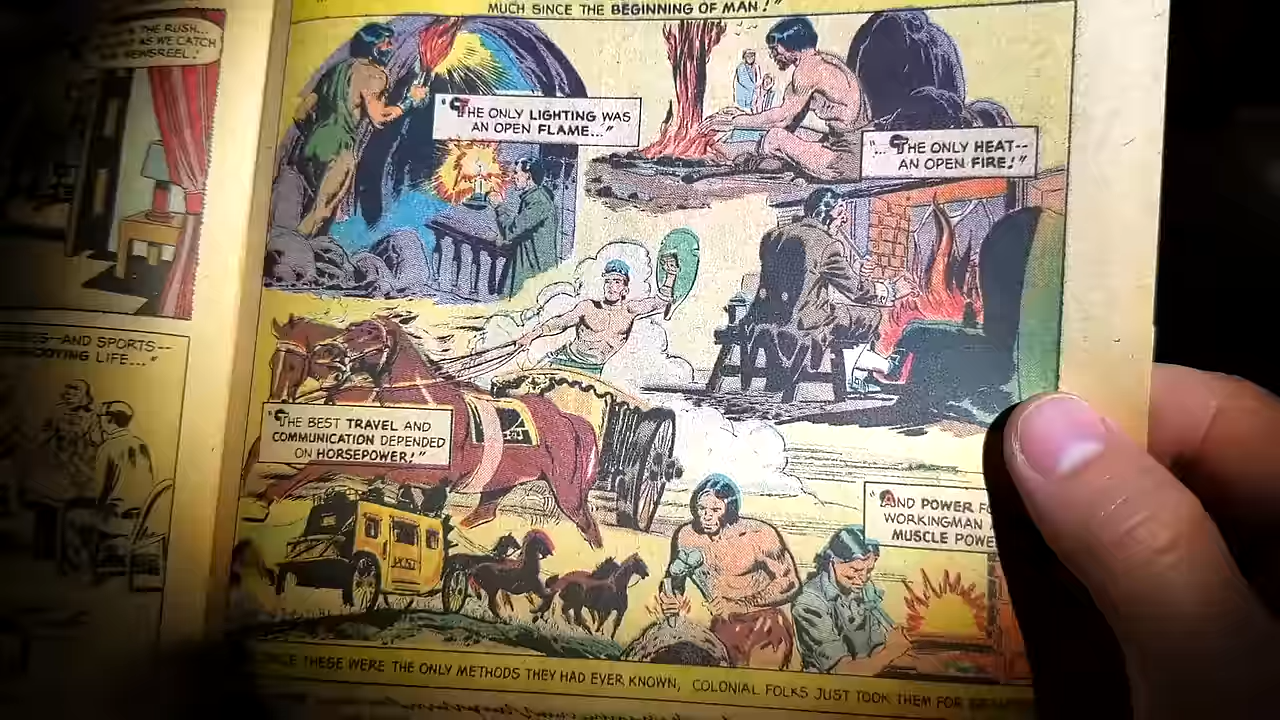 THE RUSH...
AS WE CATCH
NEWSREEL!
AND SPORTS--
LIFE..."
MUCH SINCE THE BEGINNING OF MAN!"
"THE ONLY LIGHTING WAS
AN OPEN FLAME..."
"...THE ONLY HEAT--
AN OPEN FIRE!"
"THE BEST TRAVEL AND
COMMUNICATION DEPENDED
ON HORSEPOWER!"
"AND POWER
WORKINGMAN
MUSCLE
THESE WERE THE ONLY METHODS THEY HAD EVER KNOWN, COLONIAL FOLKS JUST TOOK THEM FOR